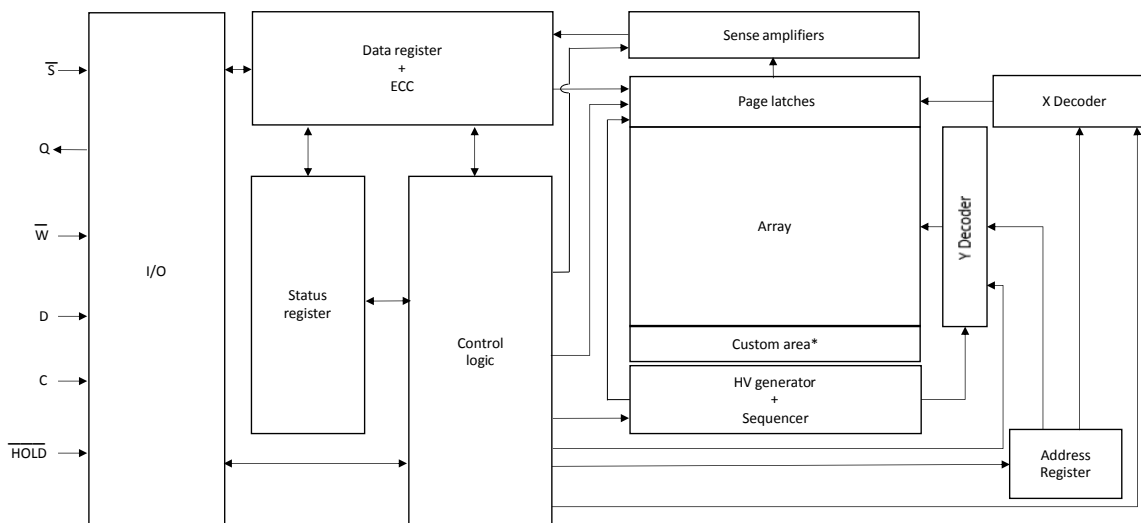 S̅
Q
W̅
D
C
H̅O̅L̅D̅
I/O
Data register
+
ECC
Status
register
Control
logic
Sense amplifiers
Page latches
Array
Custom area*
HV generator
+
Sequencer
Y Decoder
X Decoder
Address
Register